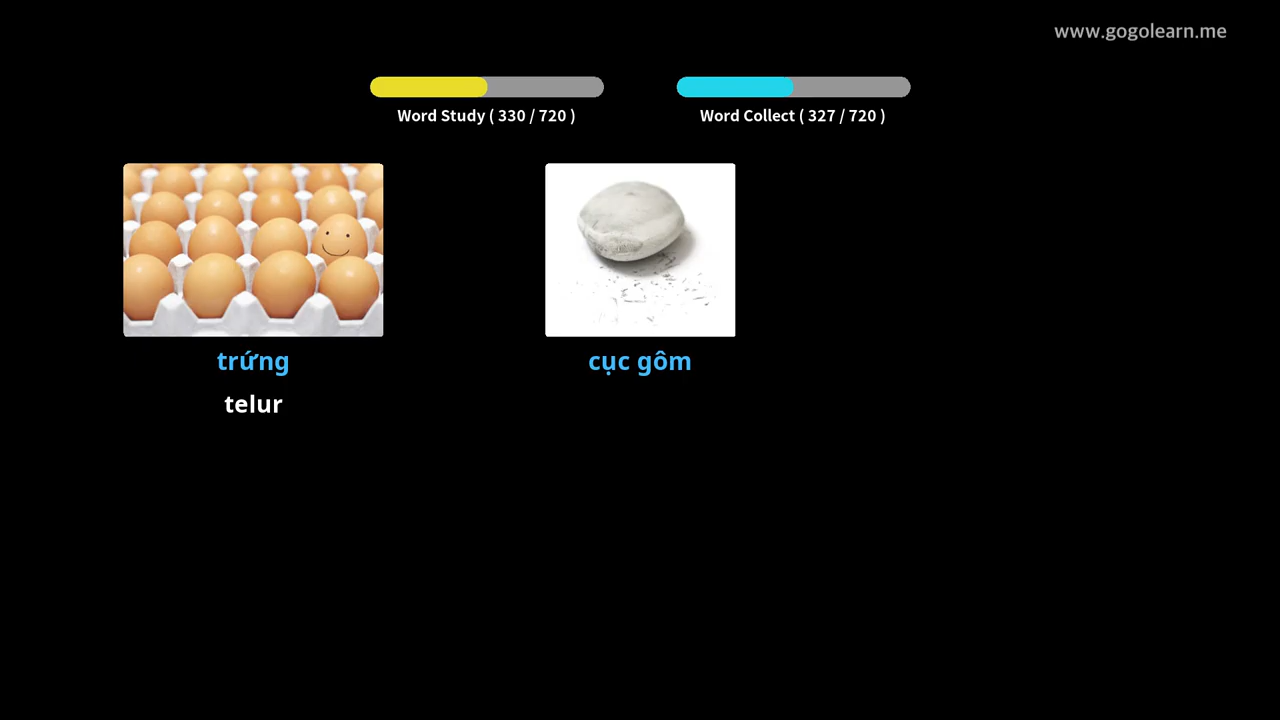 www.gogolearn.me
Word Study ( 330 / 720 )
Word Collect ( 327 / 720 )
trứng
cục gôm
telur